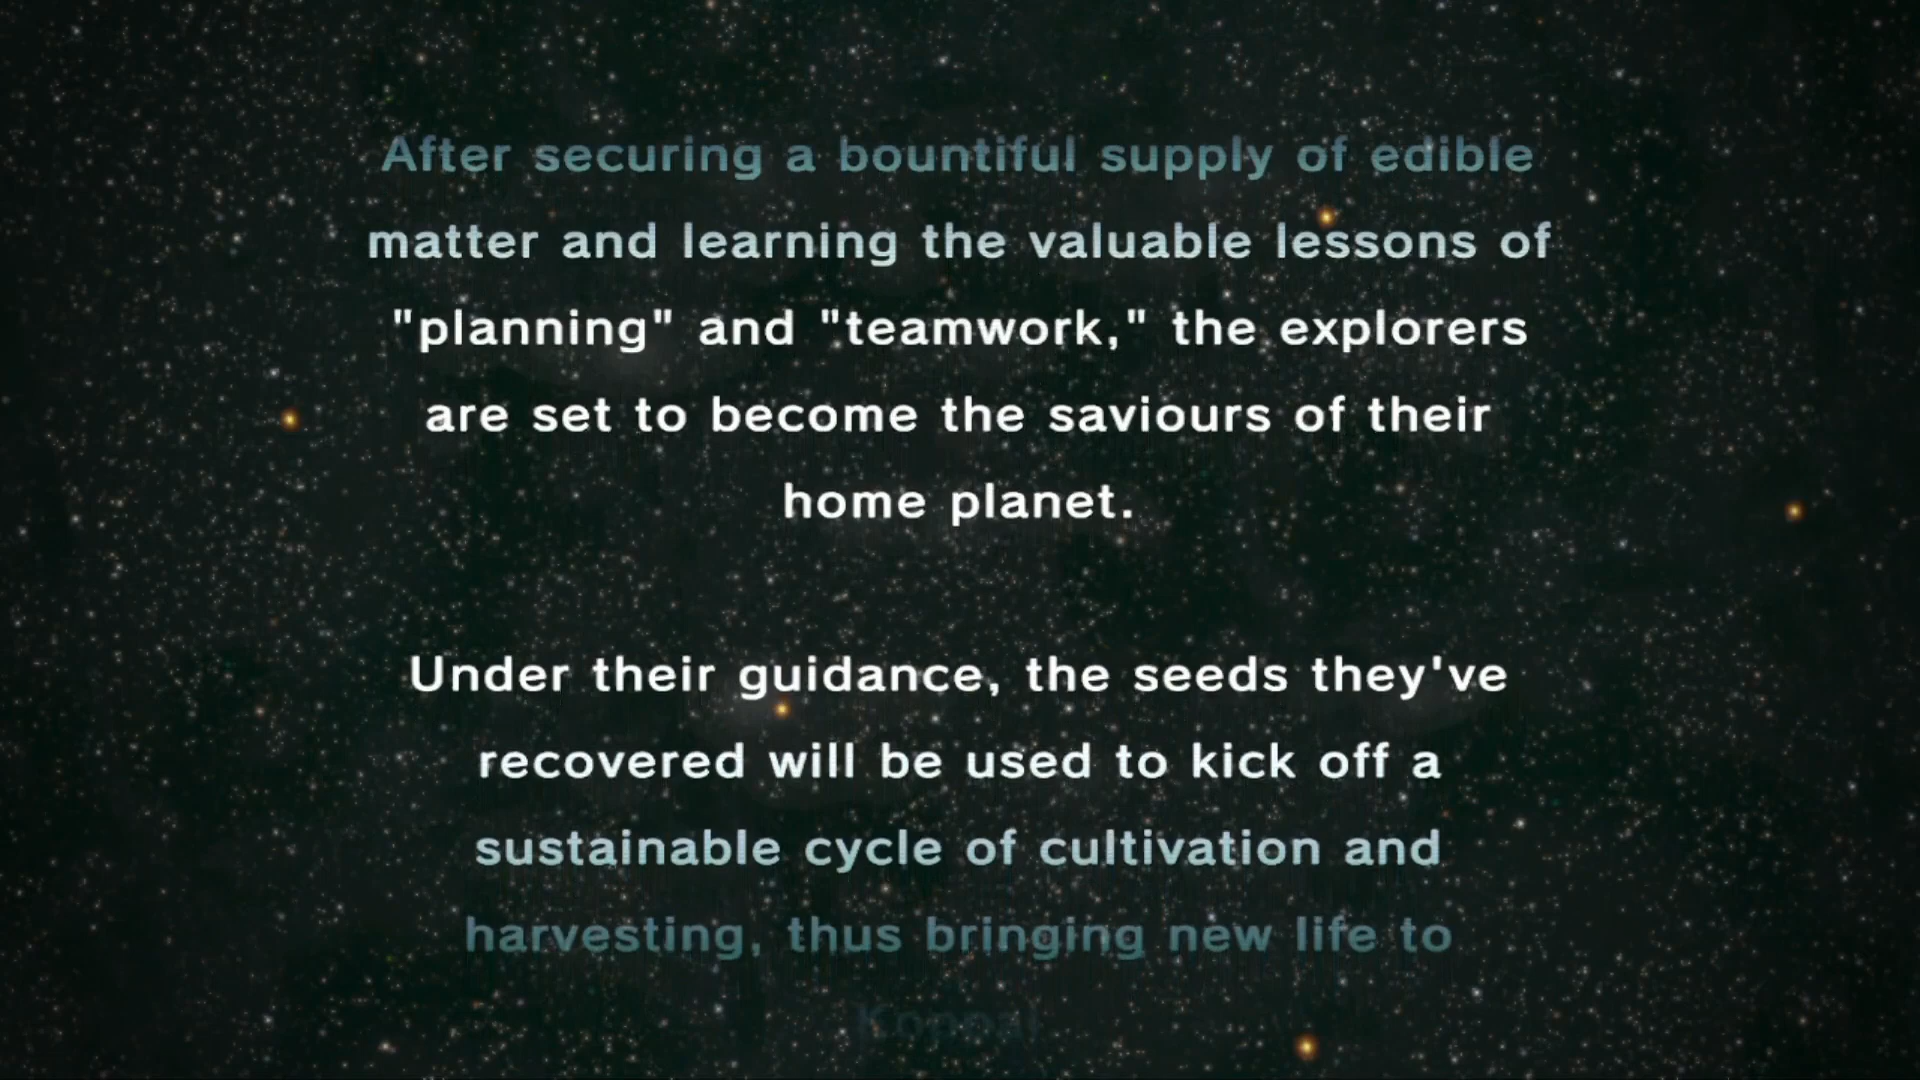 After securing a bountiful supply of edible
matter and learning the valuable lessons of
"planning" and "teamwork," the explorers
are set to become the saviours of their
home planet.
Under their guidance, the seeds they've
recovered will be used to kick off a
sustainable cycle of cultivation and
harvesting, thus bringing new life to